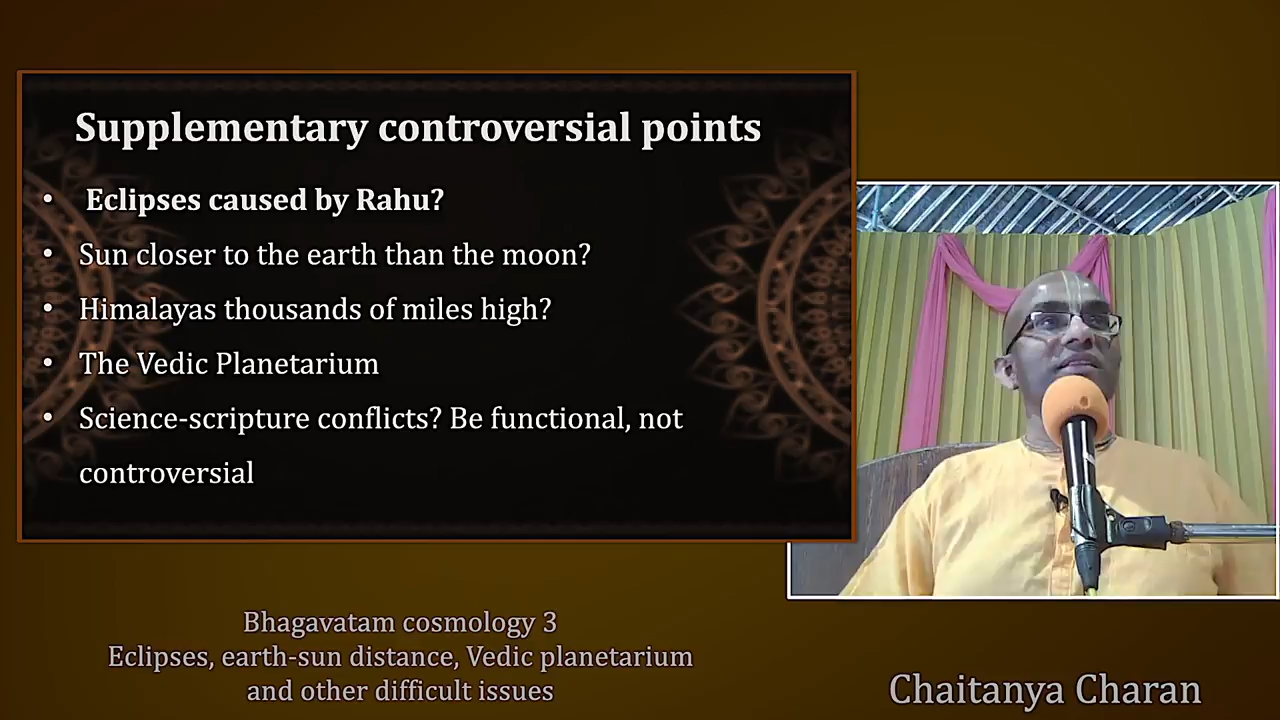 Supplementary controversial points
• Eclipses caused by Rahu?
• Sun closer to the earth than the moon?
• Himalayas thousands of miles high?
• The Vedic Planetarium
• Science-scripture conflicts? Be functional, not
controversial
Bhagavatam cosmology 3
Eclipses, earth-sun distance, Vedic planetarium
and other difficult issues
Chaitanya Charan